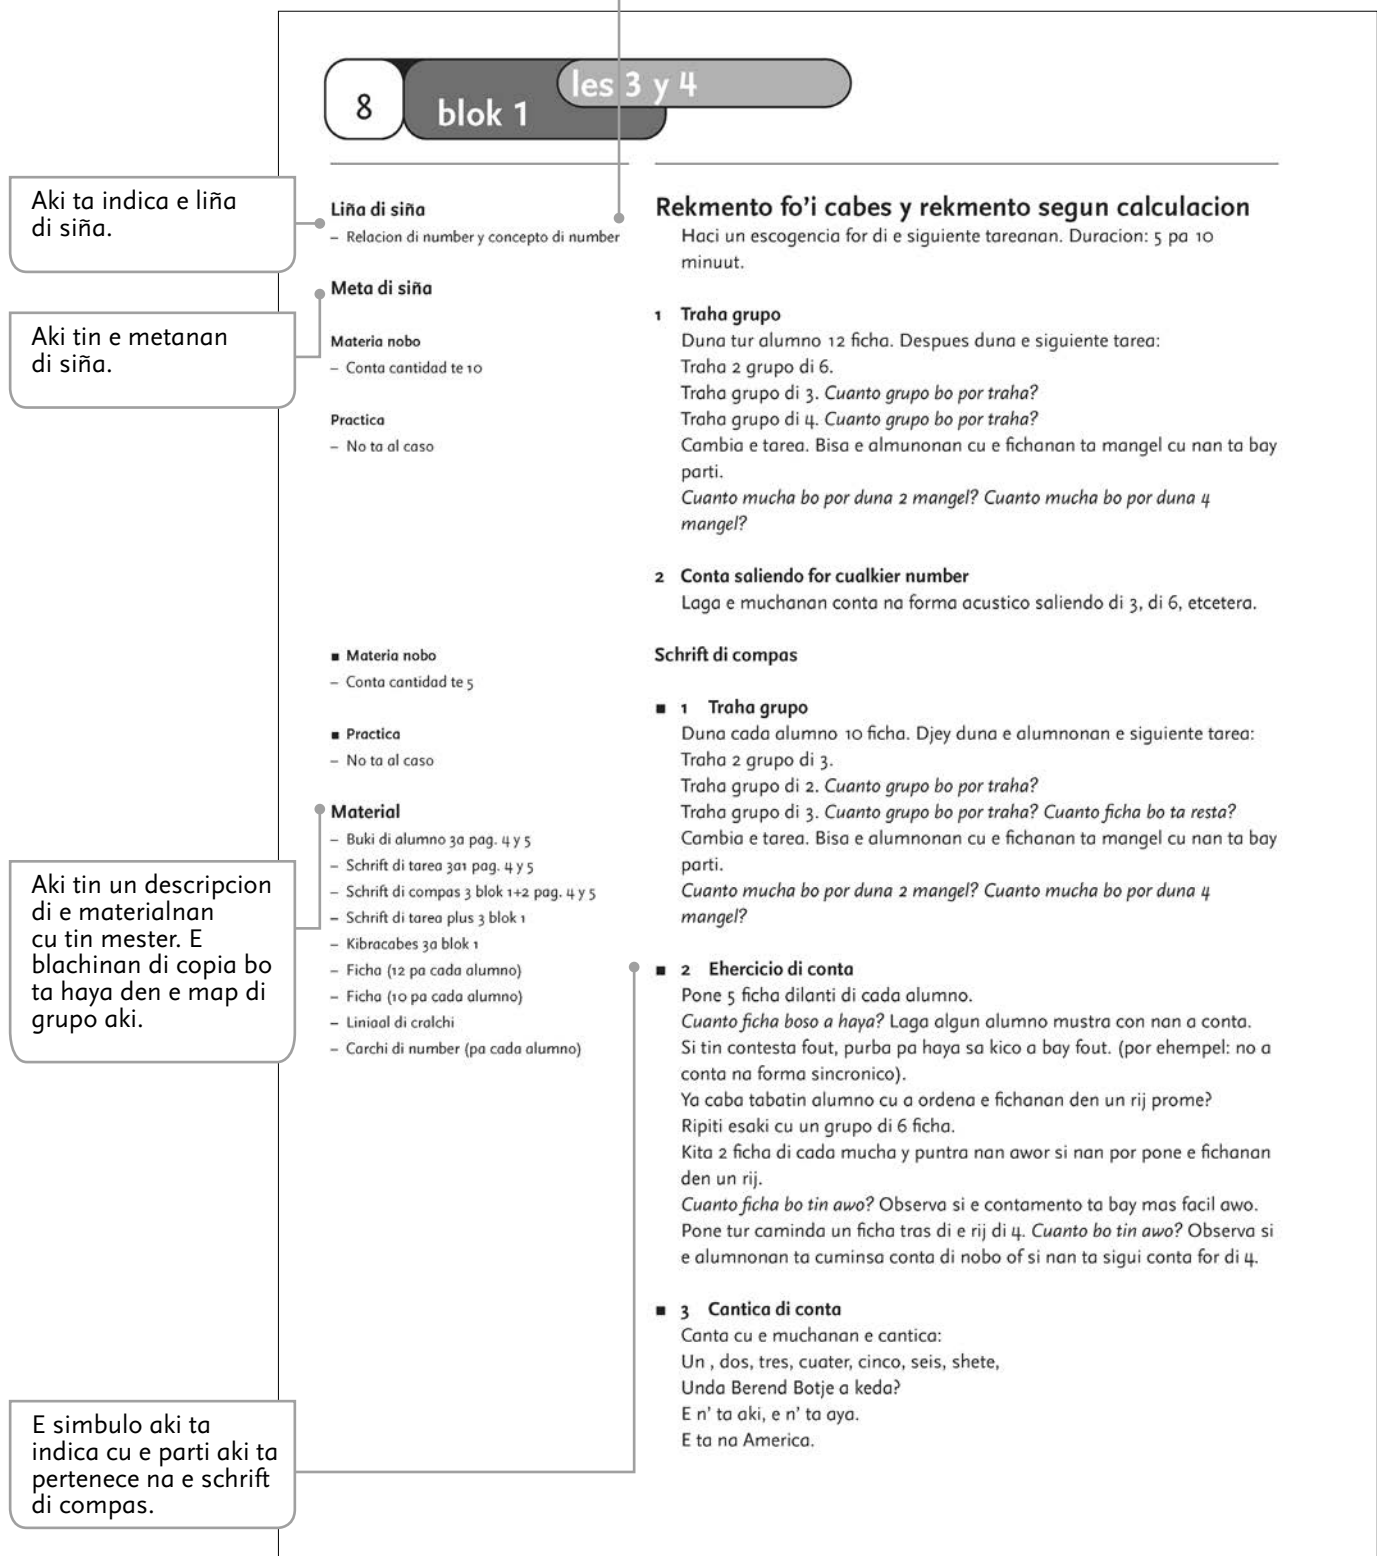 8
blok 1
les 3 y 4
Aki ta indica e liña
di siña.
Aki tin e metanan
di siña.
Aki tin un descripcion
di e materialnan
cu tin mester. E
blachinan di copia bo
ta haya den e map di
grupo aki.
E simbulo aki ta
indica cu e parti aki ta
pertenece na e schrift
di compas.
Liña di siña
– Relacion di number y concepto di number
Meta di siña
Materia nobo
– Conta cantidad te 10
Practica
– No ta al caso
■ Materia nobo
– Conta cantidad te 5
■ Practica
– No ta al caso
Material
– Buki di alumno 3a pag. 4 y 5
– Schrift di tarea 3a1 pag. 4 y 5
– Schrift di compas 3 blok 1+2 pag. 4 y 5
– Schrift di tarea plus 3 blok 1
– Kibracabes 3a blok 1
– Ficha (12 pa cada alumno)
– Ficha (10 pa cada alumno)
– Liniaal di cralchi
– Carchi di number (pa cada alumno)
Rekmento fo’i cabes y rekmento segun calculacion
Haci un escogencia for di e siguiente tareanan. Duracion: 5 pa 10
minuut.
1 Traha grupo
Duna tur alumno 12 ficha. Despues duna e siguiente tarea:
Traha 2 grupo di 6.
Traha grupo di 3. Cuanto grupo bo por traha?
Traha grupo di 4. Cuanto grupo bo por traha?
Cambia e tarea. Bisa e almunonan cu e fichanan ta mangel cu nan ta bay
parti.
Cuanto mucha bo por duna 2 mangel? Cuanto mucha bo por duna 4
mangel?
2 Conta saliendo for cualkier number
Laga e muchanan conta na forma acustico saliendo di 3, di 6, etcetera.
Schrift di compas
■ 1 Traha grupo
Duna cada alumno 10 ficha. Djey duna e alumnonan e siguiente tarea:
Traha 2 grupo di 3.
Traha grupo di 2. Cuanto grupo bo por traha?
Traha grupo di 3. Cuanto grupo bo por traha? Cuanto ficha bo ta resta?
Cambia e tarea. Bisa e alumnonan cu e fichanan ta mangel cu nan ta bay
parti.
Cuanto mucha bo por duna 2 mangel? Cuanto mucha bo por duna 4
mangel?
■ 2 Ehercicio di conta
Pone 5 ficha dilanti di cada alumno.
Cuanto ficha boso a haya? Laga algun alumno mustra con nan a conta.
Si tin contesta fout, purba pa haya sa kico a bay fout. (por ehempel: no a
conta na forma sincronico).
Ya caba tabatin alumno cu a ordena e fichanan den un rij prome?
Ripiti esaki cu un grupo di 6 ficha.
Kita 2 ficha di cada mucha y puntra nan awor si nan por pone e fichanan
den un rij.
Cuanto ficha bo tin awo? Observa si e contamento ta bay mas facil awo.
Pone tur caminda un ficha tras di e rij di 4. Cuanto bo tin awo? Observa si
e alumnonan ta cuminsa conta di nobo of si nan ta sigui conta for di 4.
■ 3 Cantica di conta
Canta cu e muchanan e cantica:
Un , dos, tres, cuater, cinco, seis, shete,
Unda Berend Botje a keda?
E n’ ta aki, e n’ ta aya.
E ta na America.